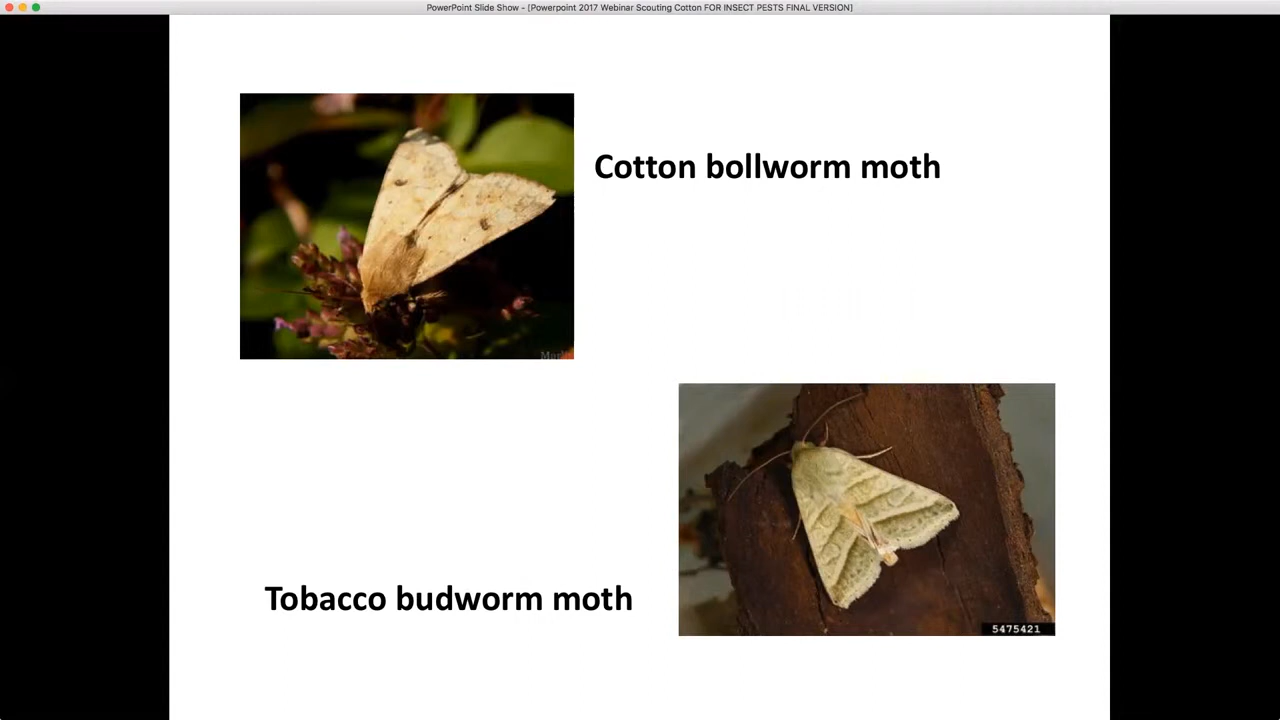 PowerPoint Slide Show - [Powerpoint 2017 Webinar Scouting Cotton FOR INSECT PESTS FINAL VERSION]
Cotton bollworm moth
Tobacco budworm moth
5475421